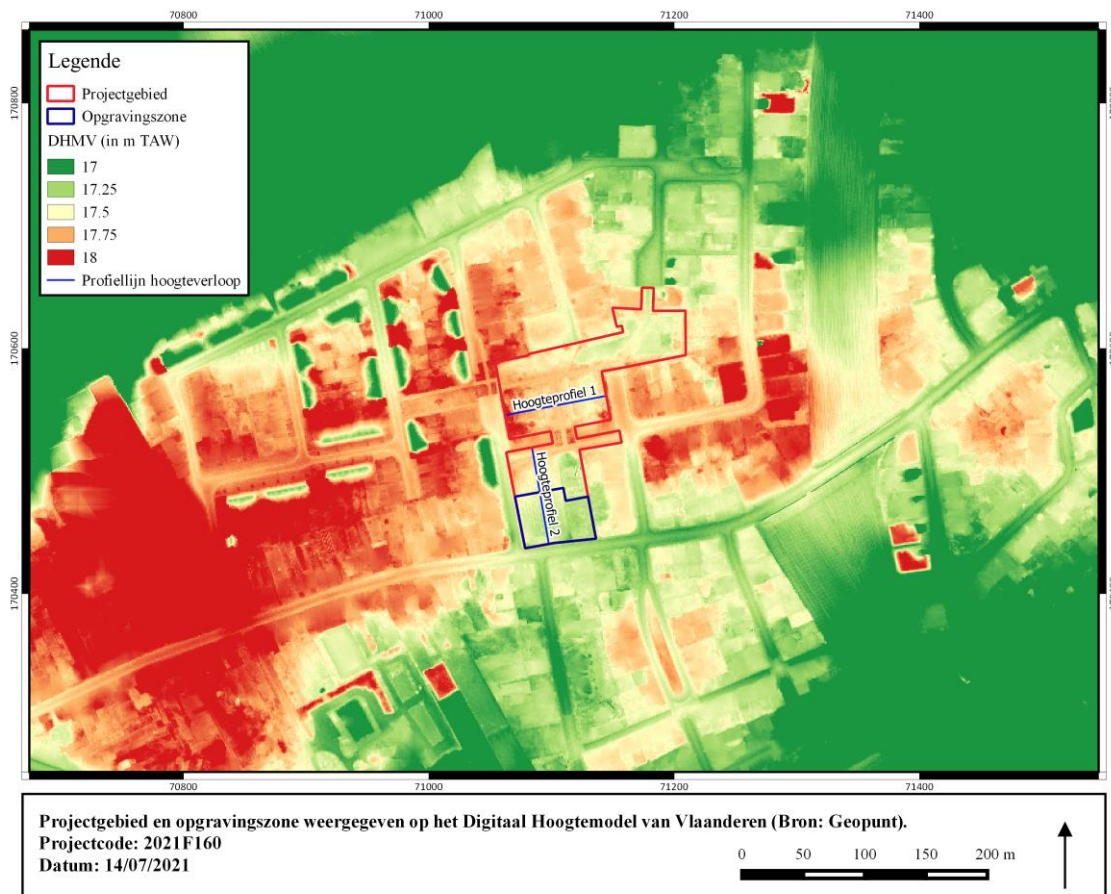 70800 71000 71200 71400
Legende
Projectgebied
Opgravingszone
DHMV (in m TAW)
17
17.25
17.5
17.75
18
Profiellijn hoogteverloop
170800
170600
170400
Hoogteprofiel 1
Hoogteprofiel 2
70800 71000 71200 71400
Projectgebied en opgravingszone weergegeven op het Digitaal Hoogtemodel van Vlaanderen (Bron: Geopunt).
Projectcode: 2021F160
Datum: 14/07/2021
0 50 100 150 200 m